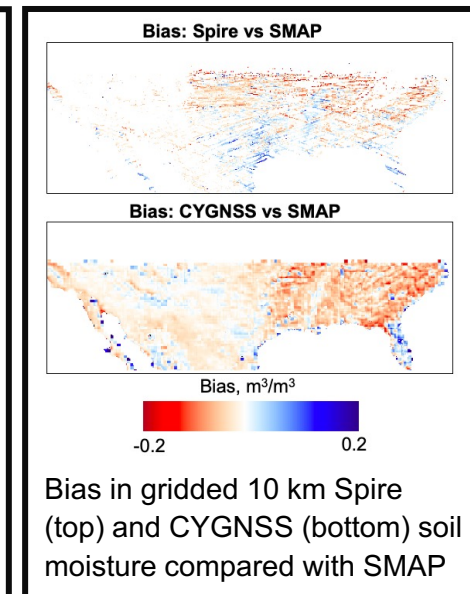 Bias: Spire vs SMAP
Bias: CYGNSS vs SMAP
Bias, m³/m³
-0.2 0.2
Bias in gridded 10 km Spire
(top) and CYGNSS (bottom) soil
moisture compared with SMAP